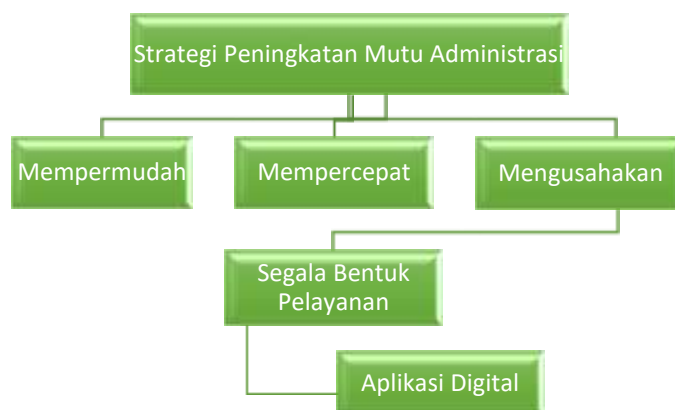 Strategi Peningkatan Mutu Administrasi
Mempermudah
Mempercepat
Mengusahakan
Segala Bentuk
Pelayanan
Aplikasi Digital